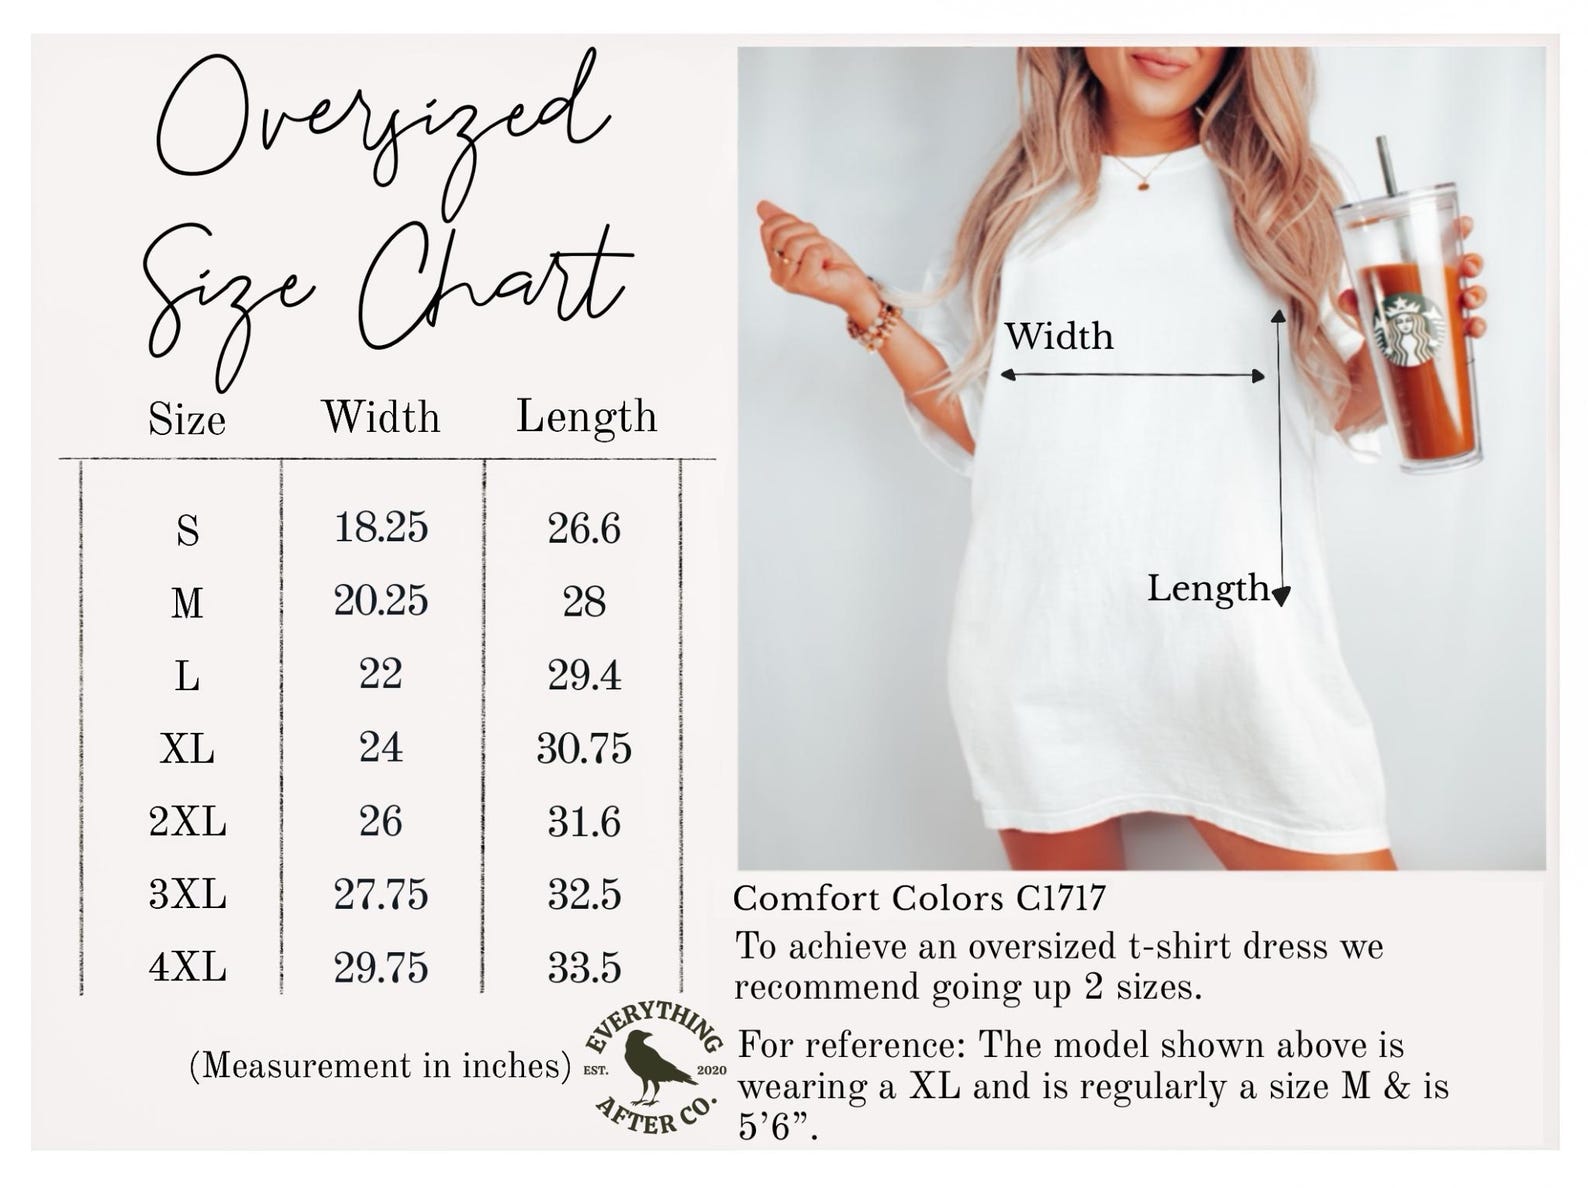 Oversized
Size Chart
Size Width Length
S 18.25 26.6
M 20.25 28
L 22 29.4
XL 24 30.75
2XL 26 31.6
3XL 27.75 32.5
4XL 29.75 33.5
(Measurement in inches)
EVERYTHING
EST. 2020
AFTER CO.
Width
Length
Comfort Colors C1717
To achieve an oversized t-shirt dress we
recommend going up 2 sizes.
For reference: The model shown above is
wearing a XL and is regularly a size M & is
5’6”.